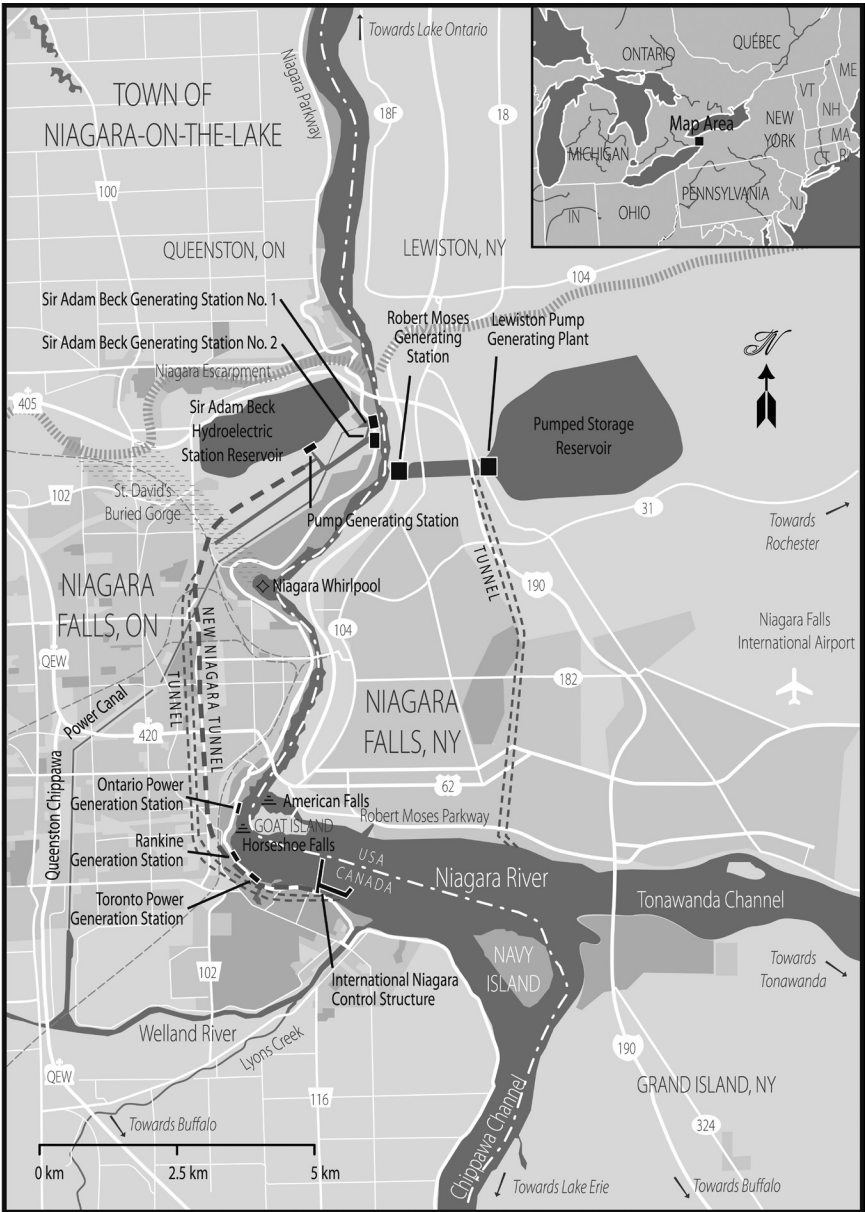 Towards Lake Ontario
Niagara Parkway
TOWN OF
NIAGARA-ON-THE-LAKE
18F
18
100
QUEENSTON, ON
LEWISTON, NY
104
ONTARIO
QUÉBEC
ME
VT
NH
Map Area
NEW
YORK
MA
MICHIGAN
CT
RI
PENNSYLVANIA
NJ
IN
OHIO
Sir Adam Beck Generating Station No. 1
Sir Adam Beck Generating Station No. 2
Robert Moses
Generating
Station
Lewiston Pump
Generating Plant
N
Niagara Escarpment
405
Sir Adam Beck
Hydroelectric
Station Reservoir
Pumped Storage
Reservoir
102
St. David's
Buried Gorge
Pump Generating Station
31
Towards
Rochester
TUNNEL
190
NIAGARA
FALLS, ON
Niagara Whirlpool
104
Niagara Falls
International Airport
QEW
NEW NIAGARA TUNNEL
TUNNEL
182
Power Canal
NIAGARA
FALLS, NY
420
62
Queenston Chippawa
Ontario Power
Generation Station
American Falls
Robert Moses Parkway
GOAT ISLAND
Horseshoe Falls
Rankine
Generation Station
USA
CANADA
Niagara River
Toronto Power
Generation Station
Tonawanda Channel
NAVY
ISLAND
Towards
Tonawanda
102
International Niagara
Control Structure
Welland River
Lyons Creek
190
QEW
116
GRAND ISLAND, NY
324
Towards Buffalo
Chippawa Channel
0 km
2.5 km
5 km
Towards Lake Erie
Towards Buffalo